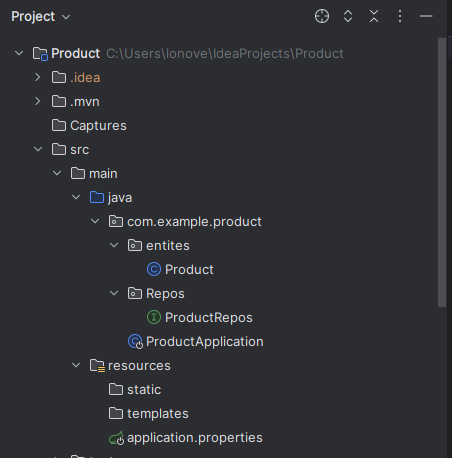 Project
Product C:\Users\lonove\IdeaProjects\Product
.idea
.mvn
Captures
src
main
java
com.example.product
entites
Product
Repos
ProductRepos
ProductApplication
resources
static
templates
application.properties